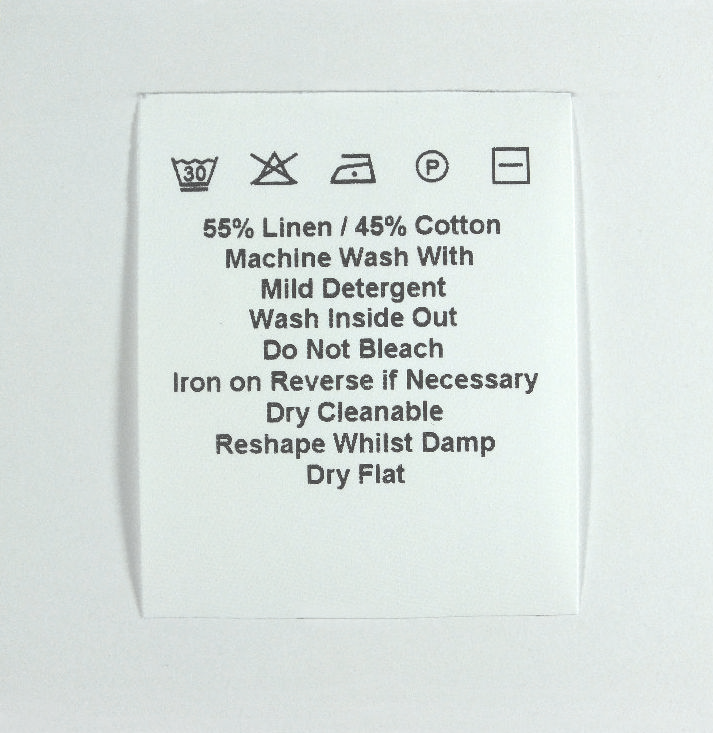 30 P
55% Linen / 45% Cotton
Machine Wash With
Mild Detergent
Wash Inside Out
Do Not Bleach
Iron on Reverse if Necessary
Dry Cleanable
Reshape Whilst Damp
Dry Flat